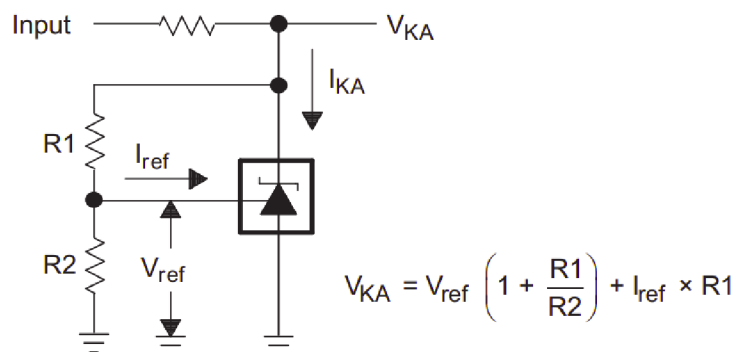 Input
V_KA
I_KA
R1
I_ref
R2
V_ref
V_KA = V_ref (1 + R1/R2) + I_ref × R1